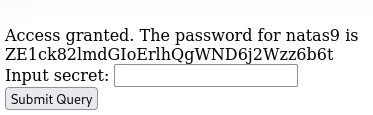 Access granted. The password for natas9 is
ZE1ck82lmdGIoErlhQgWND6j2Wzz6b6t
Input secret:
Submit Query